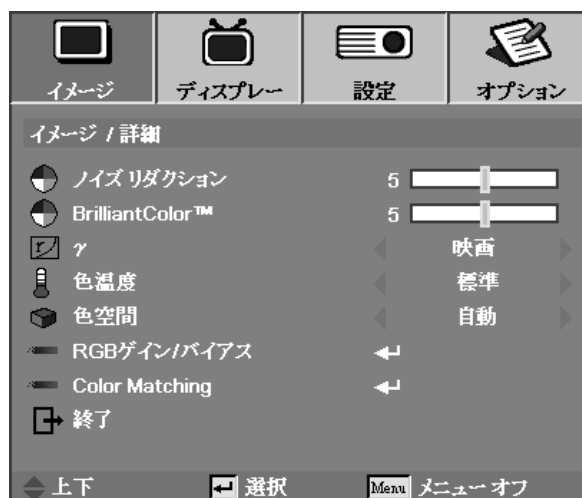 イメージ ディスプレー 設定 オプション
イメージ / 詳細
ノイズ リダクション 5
BrilliantColor™ 5
γ 映画
色温度 標準
色空間 自動
RGBゲイン/バイアス
Color Matching
終了
上下 選択 Menu メニュー オフ